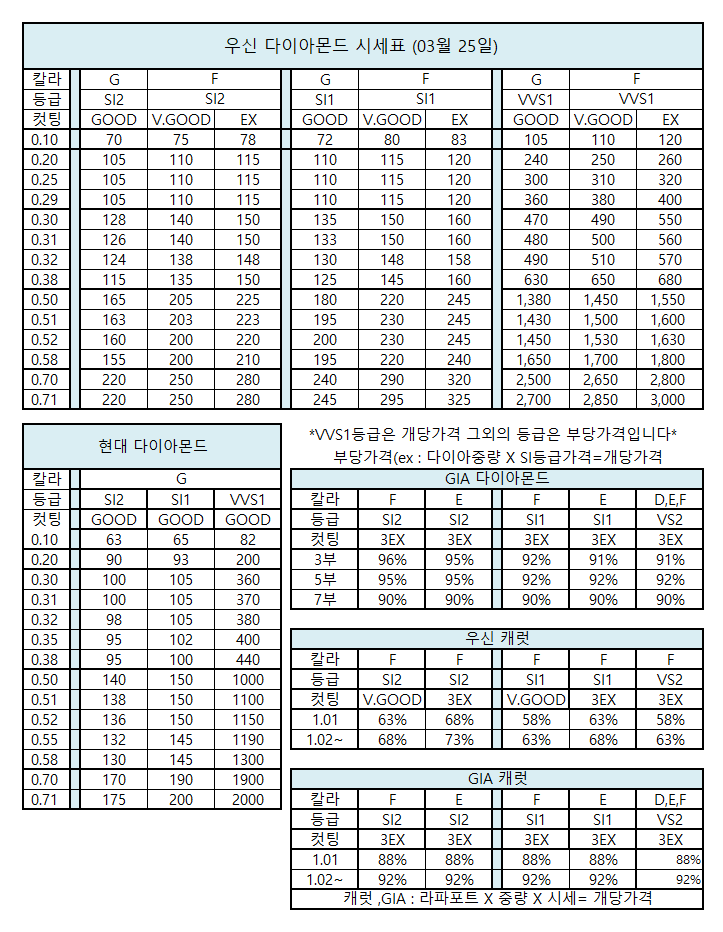 우신 다이아몬드 시세표 (03월 25일)
칼라 G F G F G F
등급 SI2 SI2 SI1 SI1 VVS1 VVS1
컷팅 GOOD V.GOOD EX GOOD V.GOOD EX GOOD V.GOOD EX
0.10 70 75 78 72 80 83 105 110 120
0.20 105 110 115 110 115 120 240 250 260
0.25 105 110 115 110 115 120 300 310 320
0.29 105 110 115 110 115 120 360 380 400
0.30 128 140 150 135 150 160 470 490 550
0.31 126 140 150 133 150 160 480 500 560
0.32 124 138 148 130 148 158 490 510 570
0.38 115 135 150 125 145 160 630 650 680
0.50 165 205 225 180 220 245 1,380 1,450 1,550
0.51 163 203 223 195 230 245 1,430 1,500 1,600
0.52 160 200 220 200 230 245 1,450 1,530 1,630
0.58 155 200 210 195 220 240 1,650 1,700 1,800
0.70 220 250 280 240 290 320 2,500 2,650 2,800
0.71 220 250 280 245 295 325 2,700 2,850 3,000
현대 다이아몬드
칼라 G
등급 SI2 SI1 VVS1
컷팅 GOOD GOOD GOOD
0.10 63 65 82
0.20 90 93 200
0.30 100 105 360
0.31 100 105 370
0.32 98 105 380
0.35 95 102 400
0.38 95 100 440
0.50 140 150 1000
0.51 138 150 1100
0.52 136 150 1150
0.55 132 145 1190
0.58 130 145 1300
0.70 170 190 1900
0.71 175 200 2000
*VVS1등급은 개당가격 그외의 등급은 부당가격입니다*
부당가격(ex : 다이아중량 X SI등급가격=개당가격
GIA 다이아몬드
칼라 F E F E D,E,F
등급 SI2 SI2 SI1 SI1 VS2
컷팅 3EX 3EX 3EX 3EX 3EX
3부 96% 95% 92% 91% 91%
5부 95% 95% 92% 92% 92%
7부 90% 90% 90% 90% 90%
우신 캐럿
칼라 F F F F F
등급 SI2 SI2 SI1 SI1 VS2
컷팅 V.GOOD 3EX V.GOOD 3EX 3EX
1.01 63% 68% 58% 63% 58%
1.02~ 68% 73% 63% 68% 63%
GIA 캐럿
칼라 F E F E D,E,F
등급 SI2 SI2 SI1 SI1 VS2
컷팅 3EX 3EX 3EX 3EX 3EX
1.01 88% 88% 88% 88% 88%
1.02~ 92% 92% 92% 92% 92%
캐럿 ,GIA : 라파포트 X 중량 X 시세= 개당가격